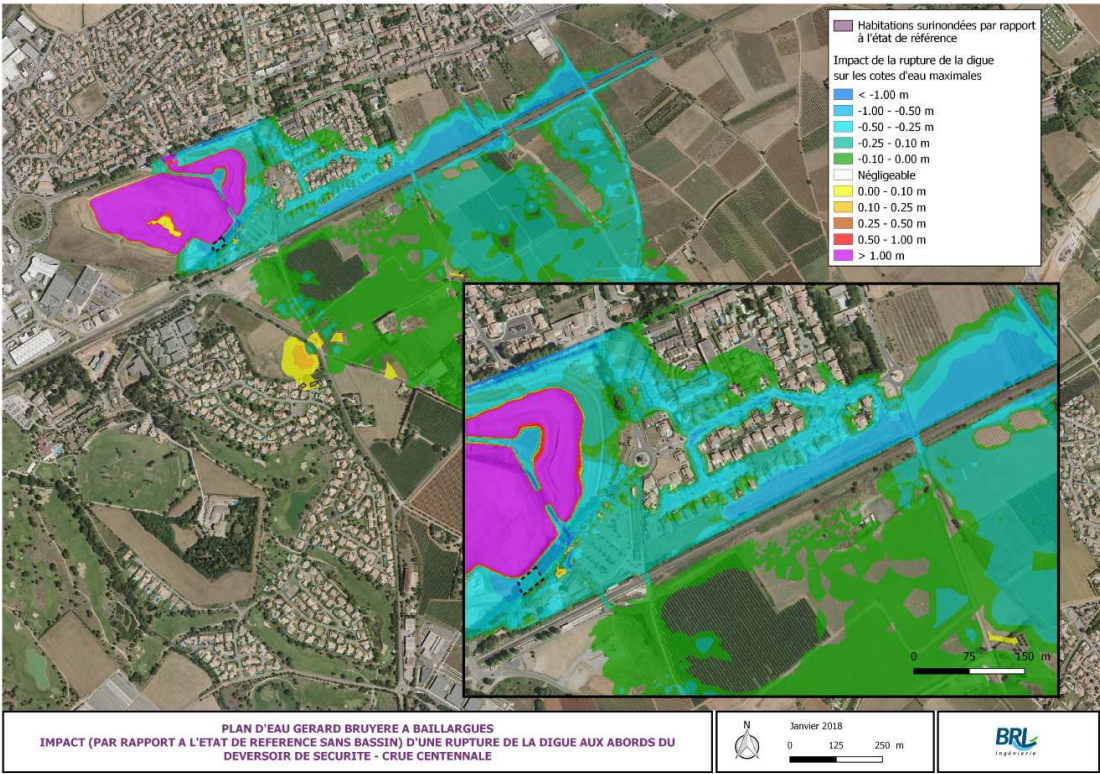 Habitations surinondées par rapport
à l'état de référence
Impact de la rupture de la digue
sur les cotes d'eau maximales
< -1.00 m
-1.00 - -0.50 m
-0.50 - -0.25 m
-0.25 - 0.10 m
-0.10 - 0.00 m
Négligeable
0.00 - 0.10 m
0.10 - 0.25 m
0.25 - 0.50 m
0.50 - 1.00 m
> 1.00 m
0 75 150 m
PLAN D'EAU GERARD BRUYERE A BAILLARGUES
IMPACT (PAR RAPPORT A L'ETAT DE REFERENCE SANS BASSIN) D'UNE RUPTURE DE LA DIGUE AUX ABORDS DU
DEVERSOIR DE SECURITE - CRUE CENTENNALE
N
Janvier 2018
0 125 250 m
BRL
Ingénierie